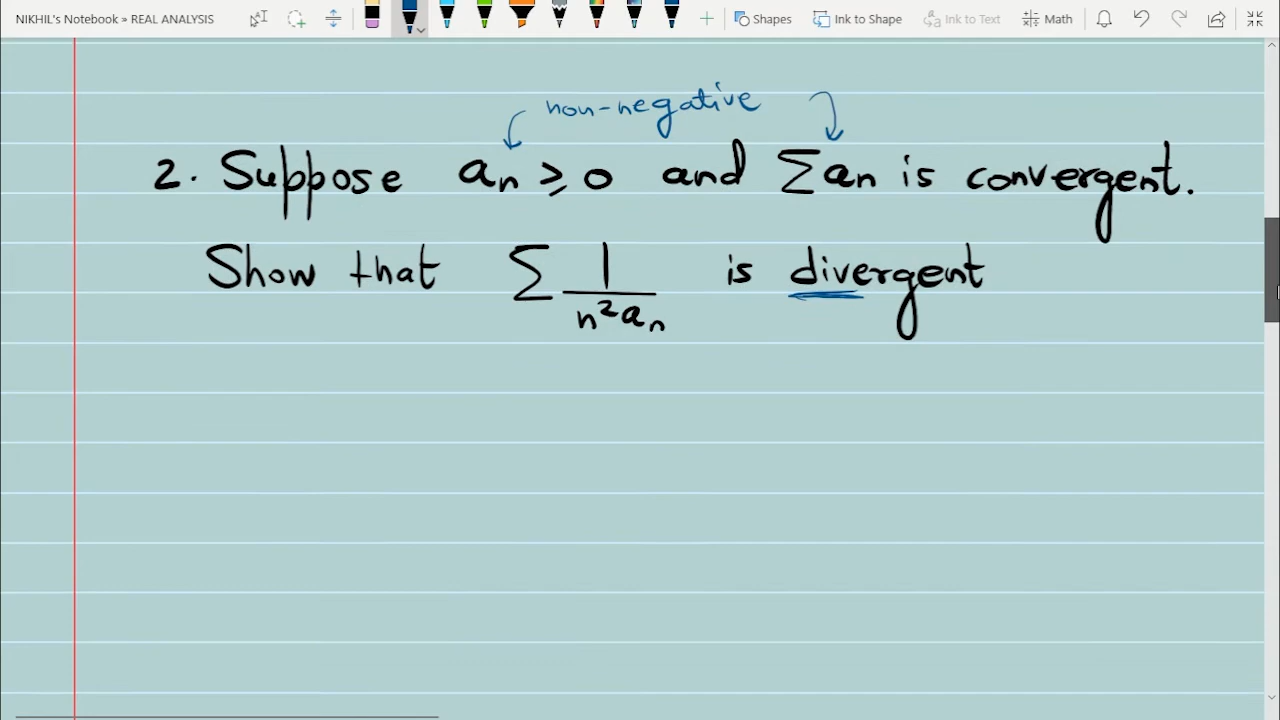 NIKHIL's Notebook > REAL ANALYSIS
Shapes
Ink to Shape
Ink to Text
Math
non-negative
2. Suppose aₙ ≥ 0 and ∑aₙ is convergent.
Show that ∑ 1/(n²aₙ) is divergent